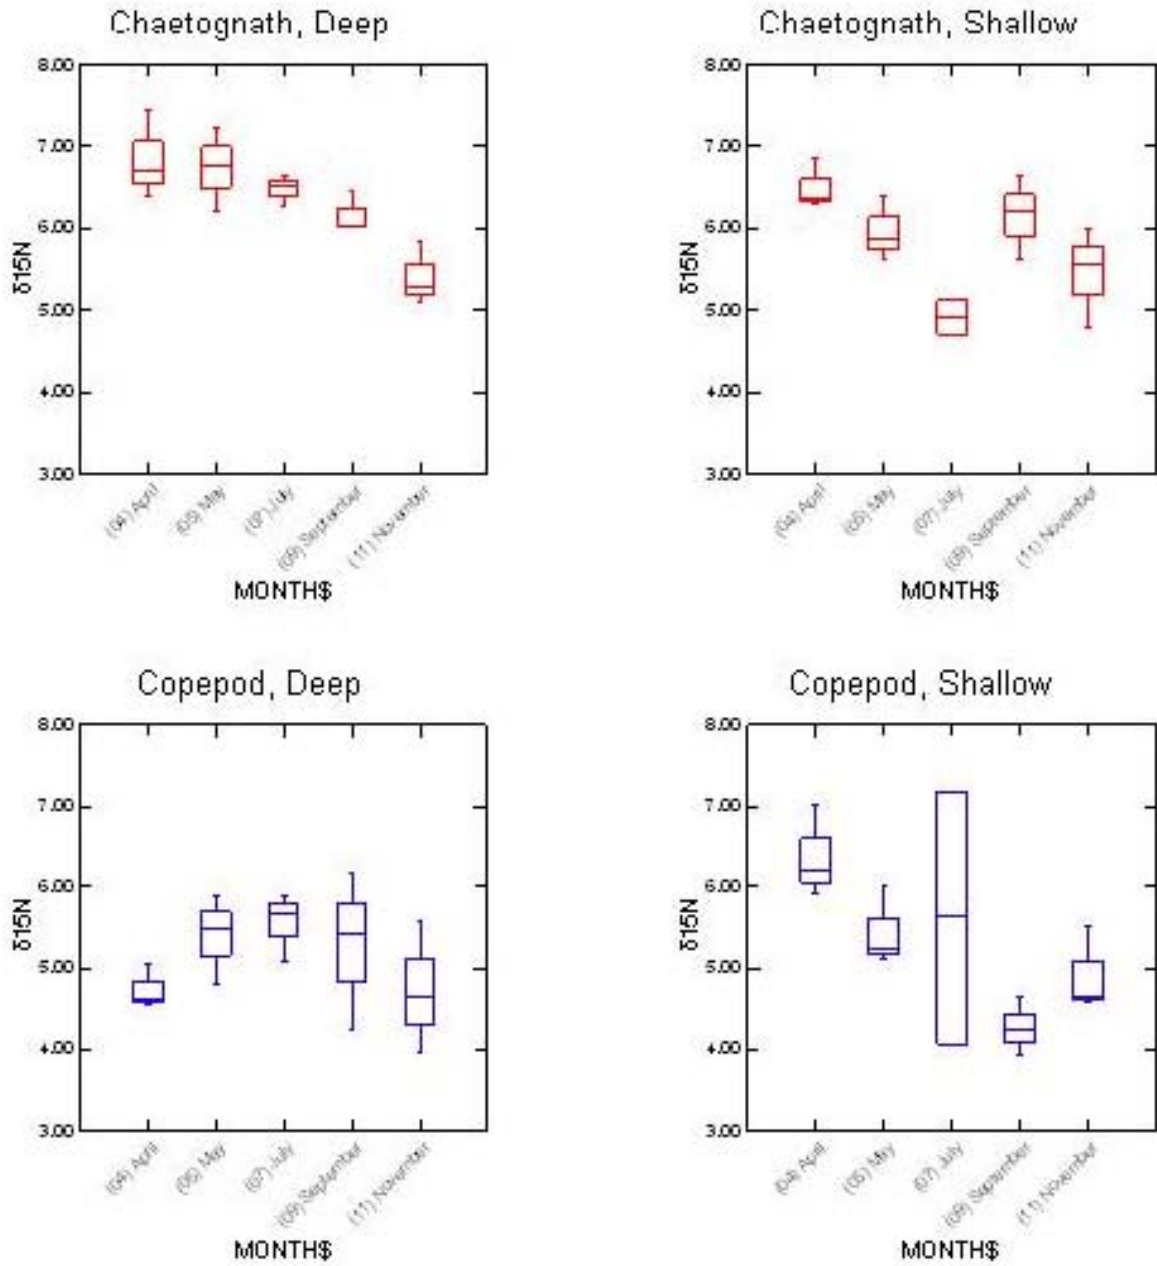 Chaetognath, Deep
8.00
7.00
6.00
5.00
4.00
3.00
δ15N
(04) April
(05) May
(07) July
(09) September
(11) November
MONTH$
Chaetognath, Shallow
8.00
7.00
6.00
5.00
4.00
3.00
δ15N
(04) April
(05) May
(07) July
(09) September
(11) November
MONTH$
Copepod, Deep
8.00
7.00
6.00
5.00
4.00
3.00
δ15N
(04) April
(05) May
(07) July
(09) September
(11) November
MONTH$
Copepod, Shallow
8.00
7.00
6.00
5.00
4.00
3.00
δ15N
(04) April
(05) May
(07) July
(09) September
(11) November
MONTH$